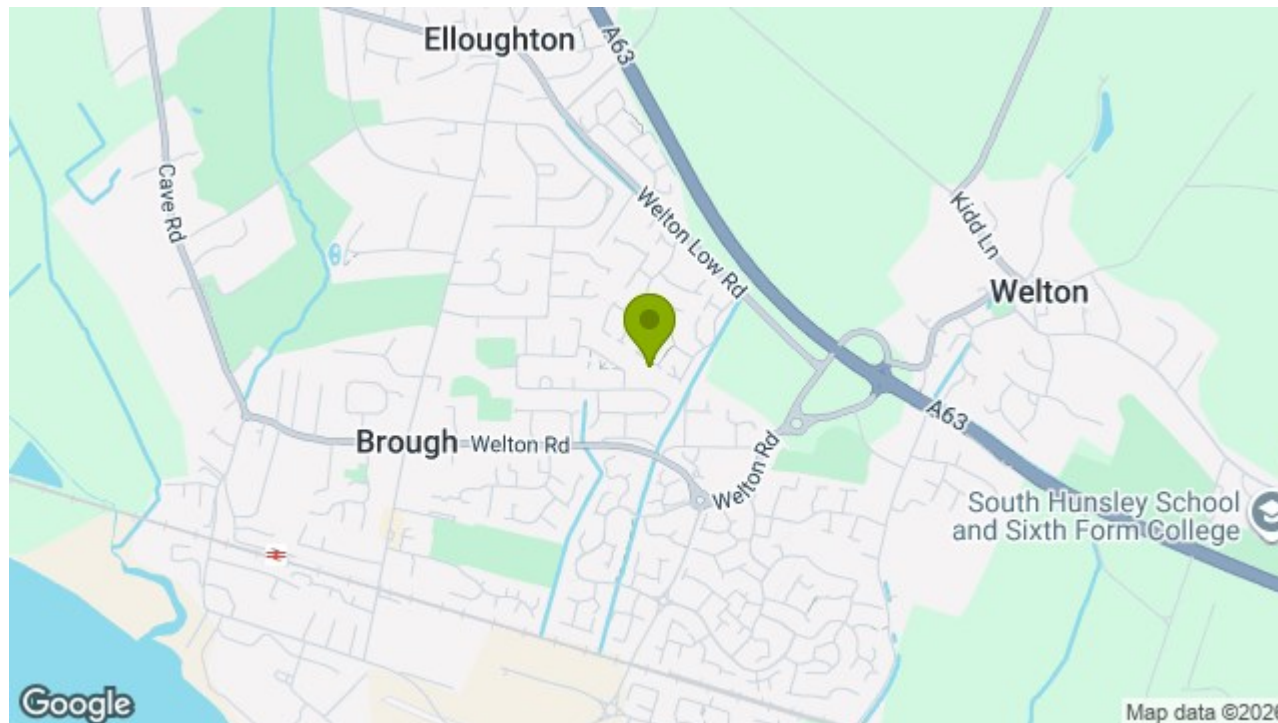 Elloughton
A63
Cave Rd
Welton Low Rd
Kidd Ln
Welton
Brough
Welton Rd
A63
Welton Rd
South Hunsley School
and Sixth Form College
Google
Map data ©2026